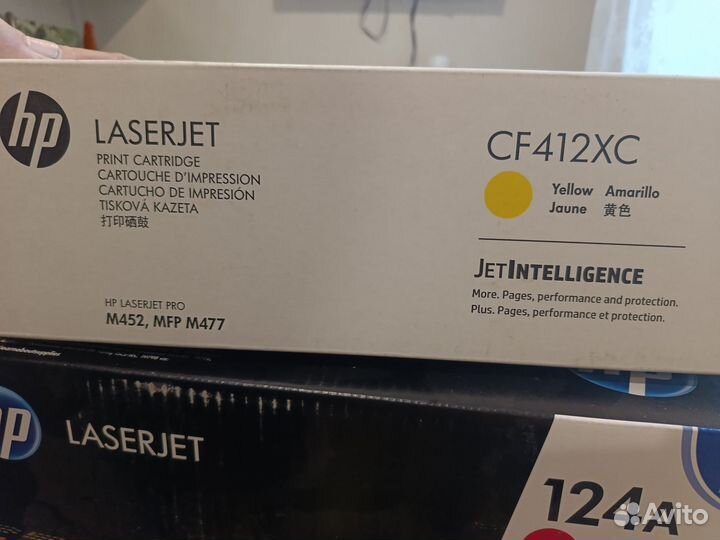 hp
LASERJET
PRINT CARTRIDGE
CARTOUCHE D'IMPRESSION
CARTUCHO DE IMPRESIÓN
TISKOVÁ KAZETA
打印硒鼓
HP LASERJET PRO
M452, MFP M477
CF412XC
Yellow Amarillo
Jaune 黄色
JETINTELLIGENCE
More. Pages, performance and protection.
Plus. Pages, performance et protection.
hp
LASERJET
hp
124A
Avito